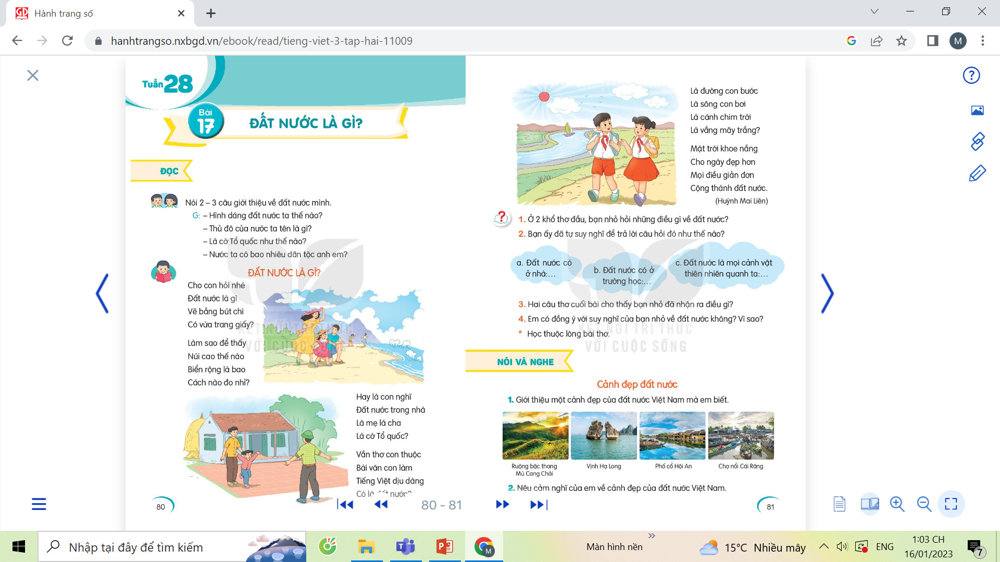 Hành trang số
hanhtrangso.nxbgd.vn/ebook/read/tieng-viet-3-tap-hai-11009
M
Tuần 28
Bài 17
ĐẤT NƯỚC LÀ GÌ?
ĐỌC
Nói 2 – 3 câu giới thiệu về đất nước mình.
G: – Hình dáng đất nước ta thế nào?
– Thủ đô của nước ta tên là gì?
– Lá cờ Tổ quốc như thế nào?
– Nước ta có bao nhiêu dân tộc anh em?
ĐẤT NƯỚC LÀ GÌ?
Cho con hỏi nhé
Đất nước là gì
Vẽ bằng bút chì
Có vừa trang giấy?
Làm sao để thấy
Núi cao thế nào
Biển rộng là bao
Cách nào đo nhỉ?
Hay là con nghĩ
Đất nước trong nhà
Là mẹ là cha
Là cờ Tổ quốc?
Vần thơ con thuộc
Bài văn con làm
Tiếng Việt dịu dàng
Có là đất nước?
KẾT NỐI TRI THỨC
VỚI CUỘC SỐNG
80
Là đường con bước
Là sông con bơi
Là cánh chim trời
Là vầng mây trắng?
Mặt trời khoe nắng
Cho ngày đẹp hơn
Mọi điều giản đơn
Cộng thành đất nước.
(Huỳnh Mai Liên)
?
1. Ở 2 khổ thơ đầu, bạn nhỏ hỏi những điều gì về đất nước?
2. Bạn ấy đã tự suy nghĩ để trả lời câu hỏi đó như thế nào?
a. Đất nước có
ở nhà:...
b. Đất nước có ở
trường học:...
c. Đất nước là mọi cảnh vật
thiên nhiên quanh ta:...
3. Hai câu thơ cuối bài cho thấy bạn nhỏ đã nhận ra điều gì?
4. Em có đồng ý với suy nghĩ của bạn nhỏ về đất nước không? Vì sao?
* Học thuộc lòng bài thơ.
KẾT NỐI TRI THỨC
VỚI CUỘC SỐNG
NÓI VÀ NGHE
Cảnh đẹp đất nước
1. Giới thiệu một cảnh đẹp của đất nước Việt Nam mà em biết.
Ruộng bậc thang
Mù Cang Chải
Vịnh Hạ Long
Phố cổ Hội An
Chợ nổi Cái Răng
2. Nêu cảm nghĩ của em về cảnh đẹp của đất nước Việt Nam.
81
80 - 81
Nhập tại đây để tìm kiếm
Màn hình nền
15°C Nhiều mây
ENG
1:03 CH
16/01/2023
7